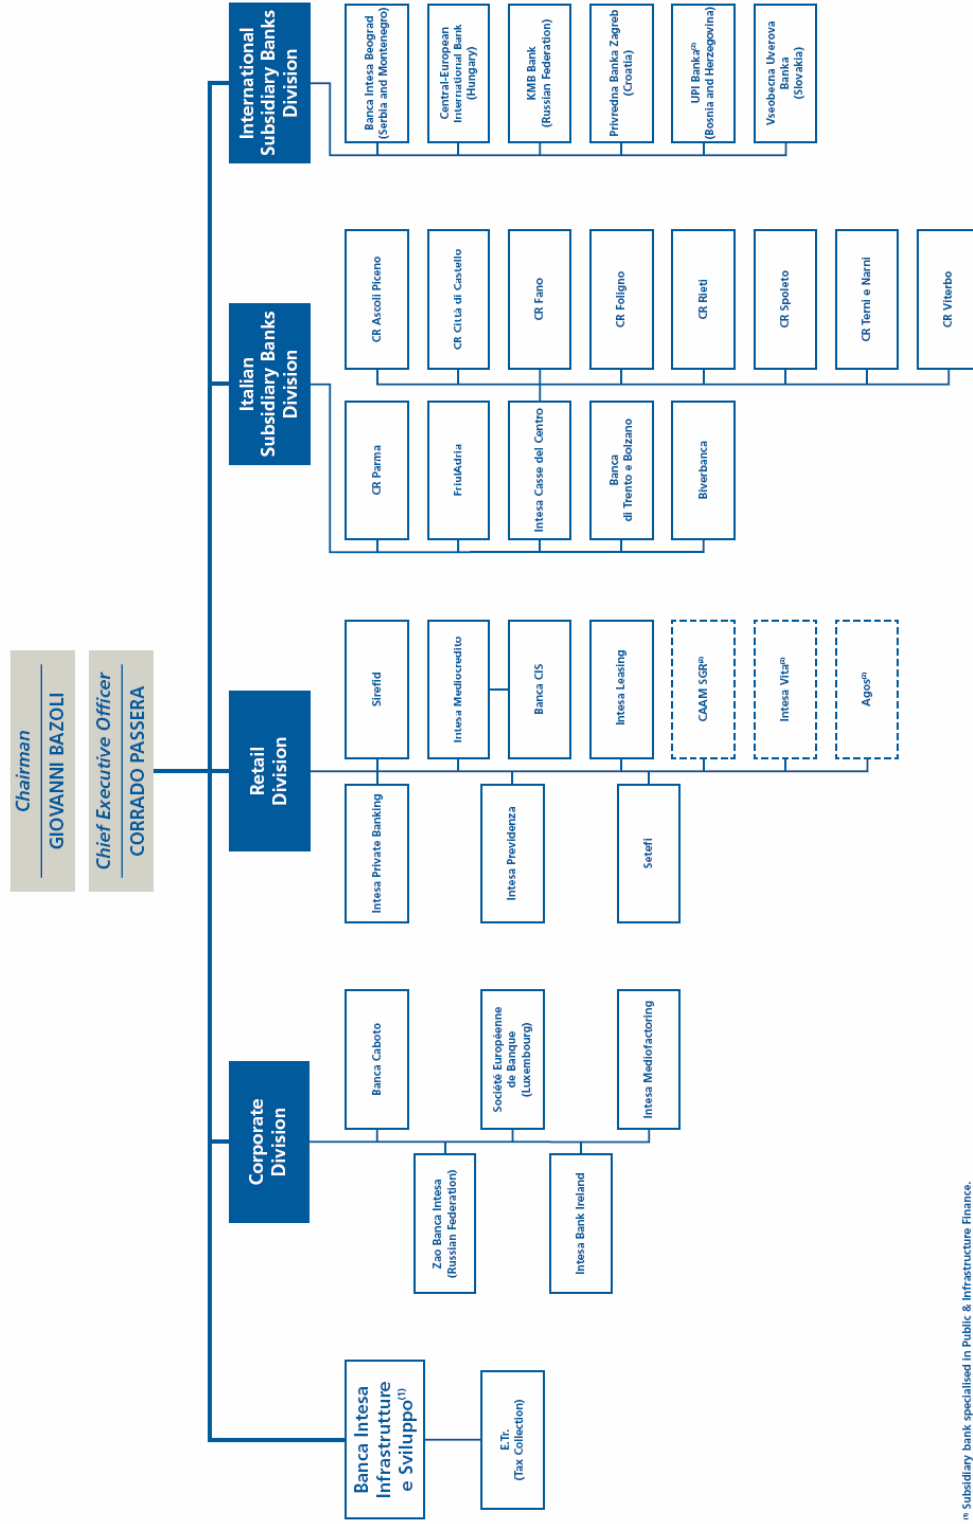 Chairman
GIOVANNI BAZOLI
Chief Executive Officer
CORRADO PASSERA
Banca Intesa
Infrastrutture
e Sviluppo(1)
E.Tr.
(Tax Collection)
Corporate
Division
Zao Banca Intesa
(Russian Federation)
Intesa Bank Ireland
Banca Caboto
Société Européenne
de Banque
(Luxembourg)
Intesa Mediofactoring
Retail
Division
Intesa Private Banking
Intesa Previdenza
Setefi
Sirefid
Intesa Mediocredito
Banca CIS
Intesa Leasing
CAAM SGR(2)
Intesa Vita(2)
Agos(2)
Italian
Subsidiary Banks
Division
CR Parma
FriulAdria
Intesa Casse del Centro
Banca
di Trento e Bolzano
Biverbanca
CR Ascoli Piceno
CR Città di Castello
CR Fano
CR Foligno
CR Rieti
CR Spoleto
CR Terni e Narni
CR Viterbo
International
Subsidiary Banks
Division
Banca Intesa Beograd
(Serbia and Montenegro)
Central-European
International Bank
(Hungary)
KMB Bank
(Russian Federation)
Privredna Banka Zagreb
(Croatia)
UPI Banka(2)
(Bosnia and Herzegovina)
Vseobecna Uverova
Banka
(Slovakia)
(1) Subsidiary bank specialised in Public & Infrastructure Finance.